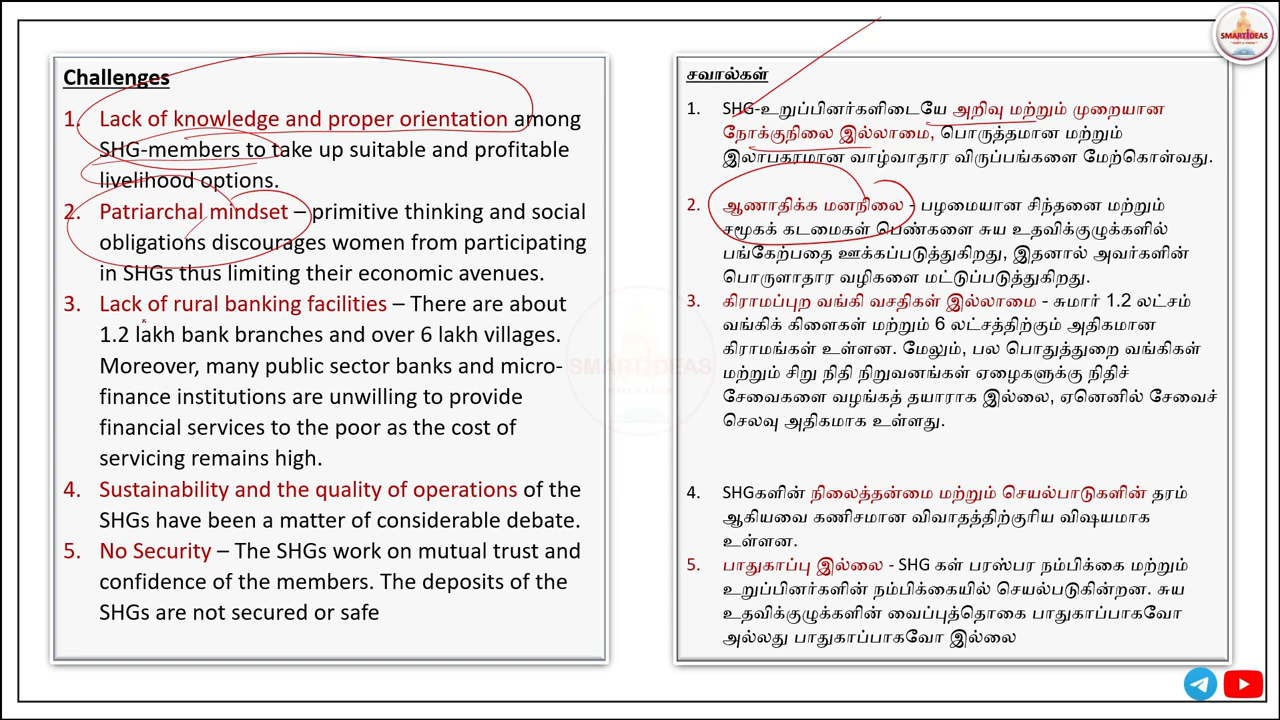 SMARTIDEAS
Challenges
1. Lack of knowledge and proper orientation among
SHG-members to take up suitable and profitable
livelihood options.
2. Patriarchal mindset – primitive thinking and social
obligations discourages women from participating
in SHGs thus limiting their economic avenues.
3. Lack of rural banking facilities – There are about
1.2 lakh bank branches and over 6 lakh villages.
Moreover, many public sector banks and micro-
finance institutions are unwilling to provide
financial services to the poor as the cost of
servicing remains high.
4. Sustainability and the quality of operations of the
SHGs have been a matter of considerable debate.
5. No Security – The SHGs work on mutual trust and
confidence of the members. The deposits of the
SHGs are not secured or safe
சவால்கள்
1. SHG-உறுப்பினர்களிடையே அறிவு மற்றும் முறையான
நோக்குநிலை இல்லாமை, பொருத்தமான மற்றும்
இலாபகரமான வாழ்வாதார விருப்பங்களை மேற்கொள்வது.
2. ஆணாதிக்க மனநிலை - பழமையான சிந்தனை மற்றும்
சமூகக் கடமைகள் பெண்களை சுய உதவிக்குழுக்களில்
பங்கேற்பதை ஊக்கப்படுத்துகிறது, இதனால் அவர்களின்
பொருளாதார வழிகளை மட்டுப்படுத்துகிறது.
3. கிராமப்புற வங்கி வசதிகள் இல்லாமை - சுமார் 1.2 லட்சம்
வங்கிக் கிளைகள் மற்றும் 6 லட்சத்திற்கும் அதிகமான
கிராமங்கள் உள்ளன. மேலும், பல பொதுத்துறை வங்கிகள்
மற்றும் சிறு நிதி நிறுவனங்கள் ஏழைகளுக்கு நிதிச்
சேவைகளை வழங்கத் தயாராக இல்லை, ஏனெனில் சேவைச்
செலவு அதிகமாக உள்ளது.
4. SHGகளின் நிலைத்தன்மை மற்றும் செயல்பாடுகளின் தரம்
ஆகியவை கணிசமான விவாதத்திற்குரிய விஷயமாக
உள்ளன.
5. பாதுகாப்பு இல்லை - SHG கள் பரஸ்பர நம்பிக்கை மற்றும்
உறுப்பினர்களின் நம்பிக்கையில் செயல்படுகின்றன. சுய
உதவிக்குழுக்களின் வைப்புத்தொகை பாதுகாப்பாகவோ
அல்லது பாதுகாப்பாகவோ இல்லை
SMARTIDEAS